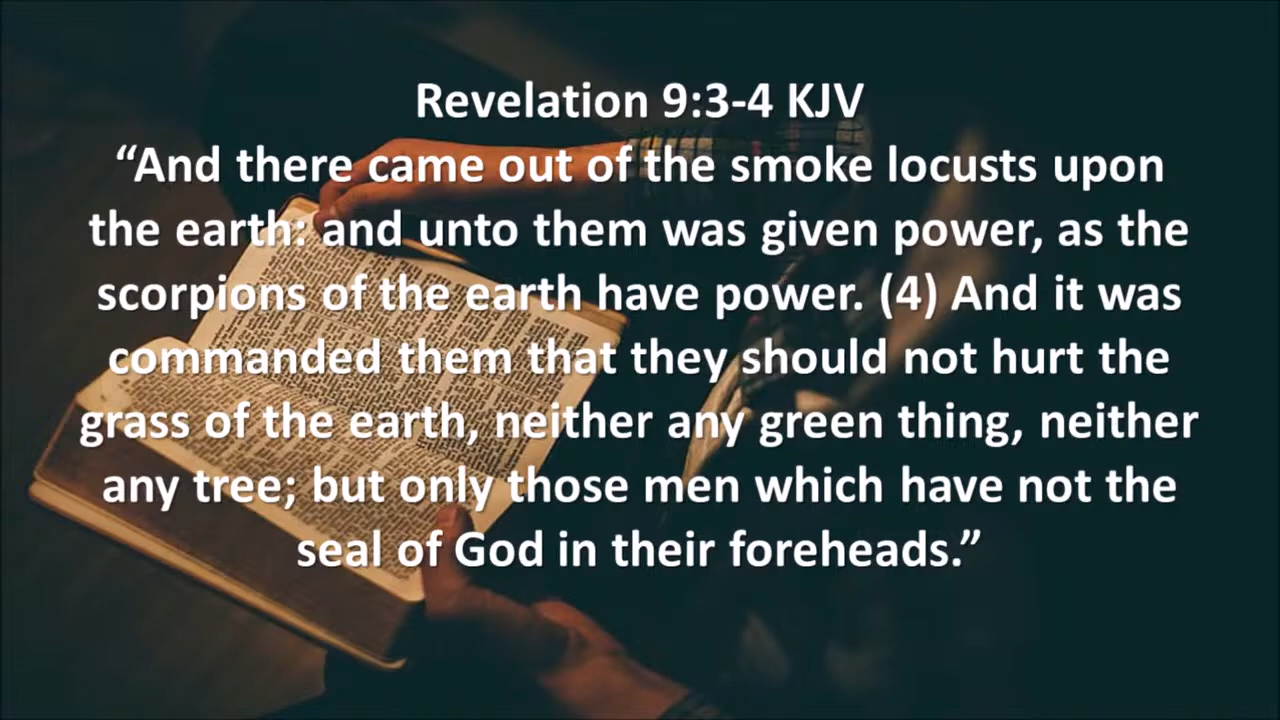 Revelation 9:3-4 KJV
“And there came out of the smoke locusts upon
the earth: and unto them was given power, as the
scorpions of the earth have power. (4) And it was
commanded them that they should not hurt the
grass of the earth, neither any green thing, neither
any tree; but only those men which have not the
seal of God in their foreheads.”